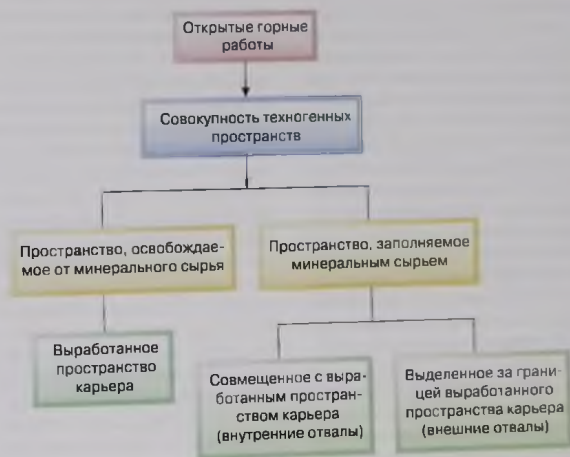 Открытые горные
работы
Совокупность техногенных
пространств
Пространство, освобождае-
мое от минерального сырья
Пространство, заполняемое
минеральным сырьем
Выработанное
пространство
карьера
Совмещенное с выра-
ботанным простран-
ством карьера
(внутренние отвалы)
Выделенное за грани-
цей выработанного
пространства карьера
(внешние отвалы)